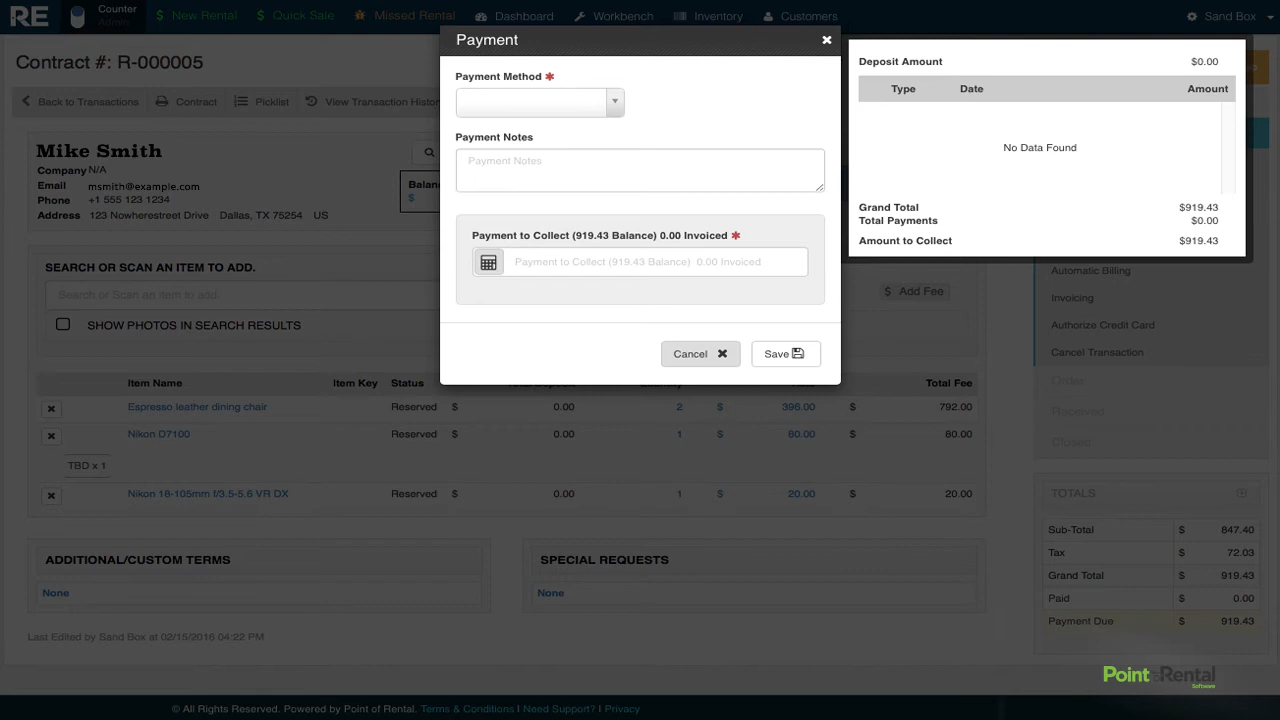 RE Counter Admin $ New Rental $ Quick Sale Missed Rental Dashboard Workbench Inventory Customers Sand Box
Contract #: R-000005
Back to Transactions Contract Picklist View Transaction Histor
Mike Smith
Company N/A
Email msmith@example.com
Phone +1 555 123 1234
Address 123 Nowherestreet Drive Dallas, TX 75254 US
Balanc
$
SEARCH OR SCAN AN ITEM TO ADD.
Search or Scan an item to add.
SHOW PHOTOS IN SEARCH RESULTS
$ Add Fee
Payment
Payment Method *
Payment Notes
Payment Notes
Payment to Collect (919.43 Balance) 0.00 Invoiced *
Payment to Collect (919.43 Balance) 0.00 Invoiced
Cancel Save
Deposit Amount $0.00
Type Date Amount
No Data Found
Grand Total $919.43
Total Payments $0.00
Amount to Collect $919.43
Automatic Billing
Invoicing
Authorize Credit Card
Cancel Transaction
Order
Received
Closed
Item Name Item Key Status Total Fee
Espresso leather dining chair Reserved $ 0.00 2 $ 396.00 $ 792.00
Nikon D7100 Reserved $ 0.00 1 $ 80.00 $ 80.00
TBD x 1
Nikon 18-105mm f/3.5-5.6 VR DX Reserved $ 0.00 1 $ 20.00 $ 20.00
ADDITIONAL/CUSTOM TERMS
None
SPECIAL REQUESTS
None
Last Edited by Sand Box at 02/15/2016 04:22 PM
TOTALS
Sub-Total $ 847.40
Tax $ 72.03
Grand Total $ 919.43
Paid $ 0.00
Payment Due $ 919.43
Point of Rental
Software
© All Rights Reserved. Powered by Point of Rental. Terms & Conditions | Need Support? | Privacy